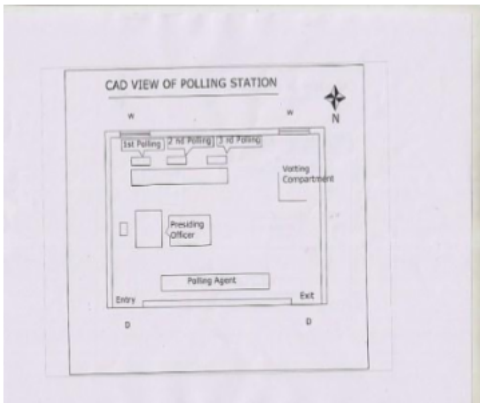 CAD VIEW OF POLLING STATION
N
W
W
1st Polling
2 nd Polling
3 rd Polling
Votting
Compartment
Presiding
Officer
Polling Agent
Entry
Exit
D
D